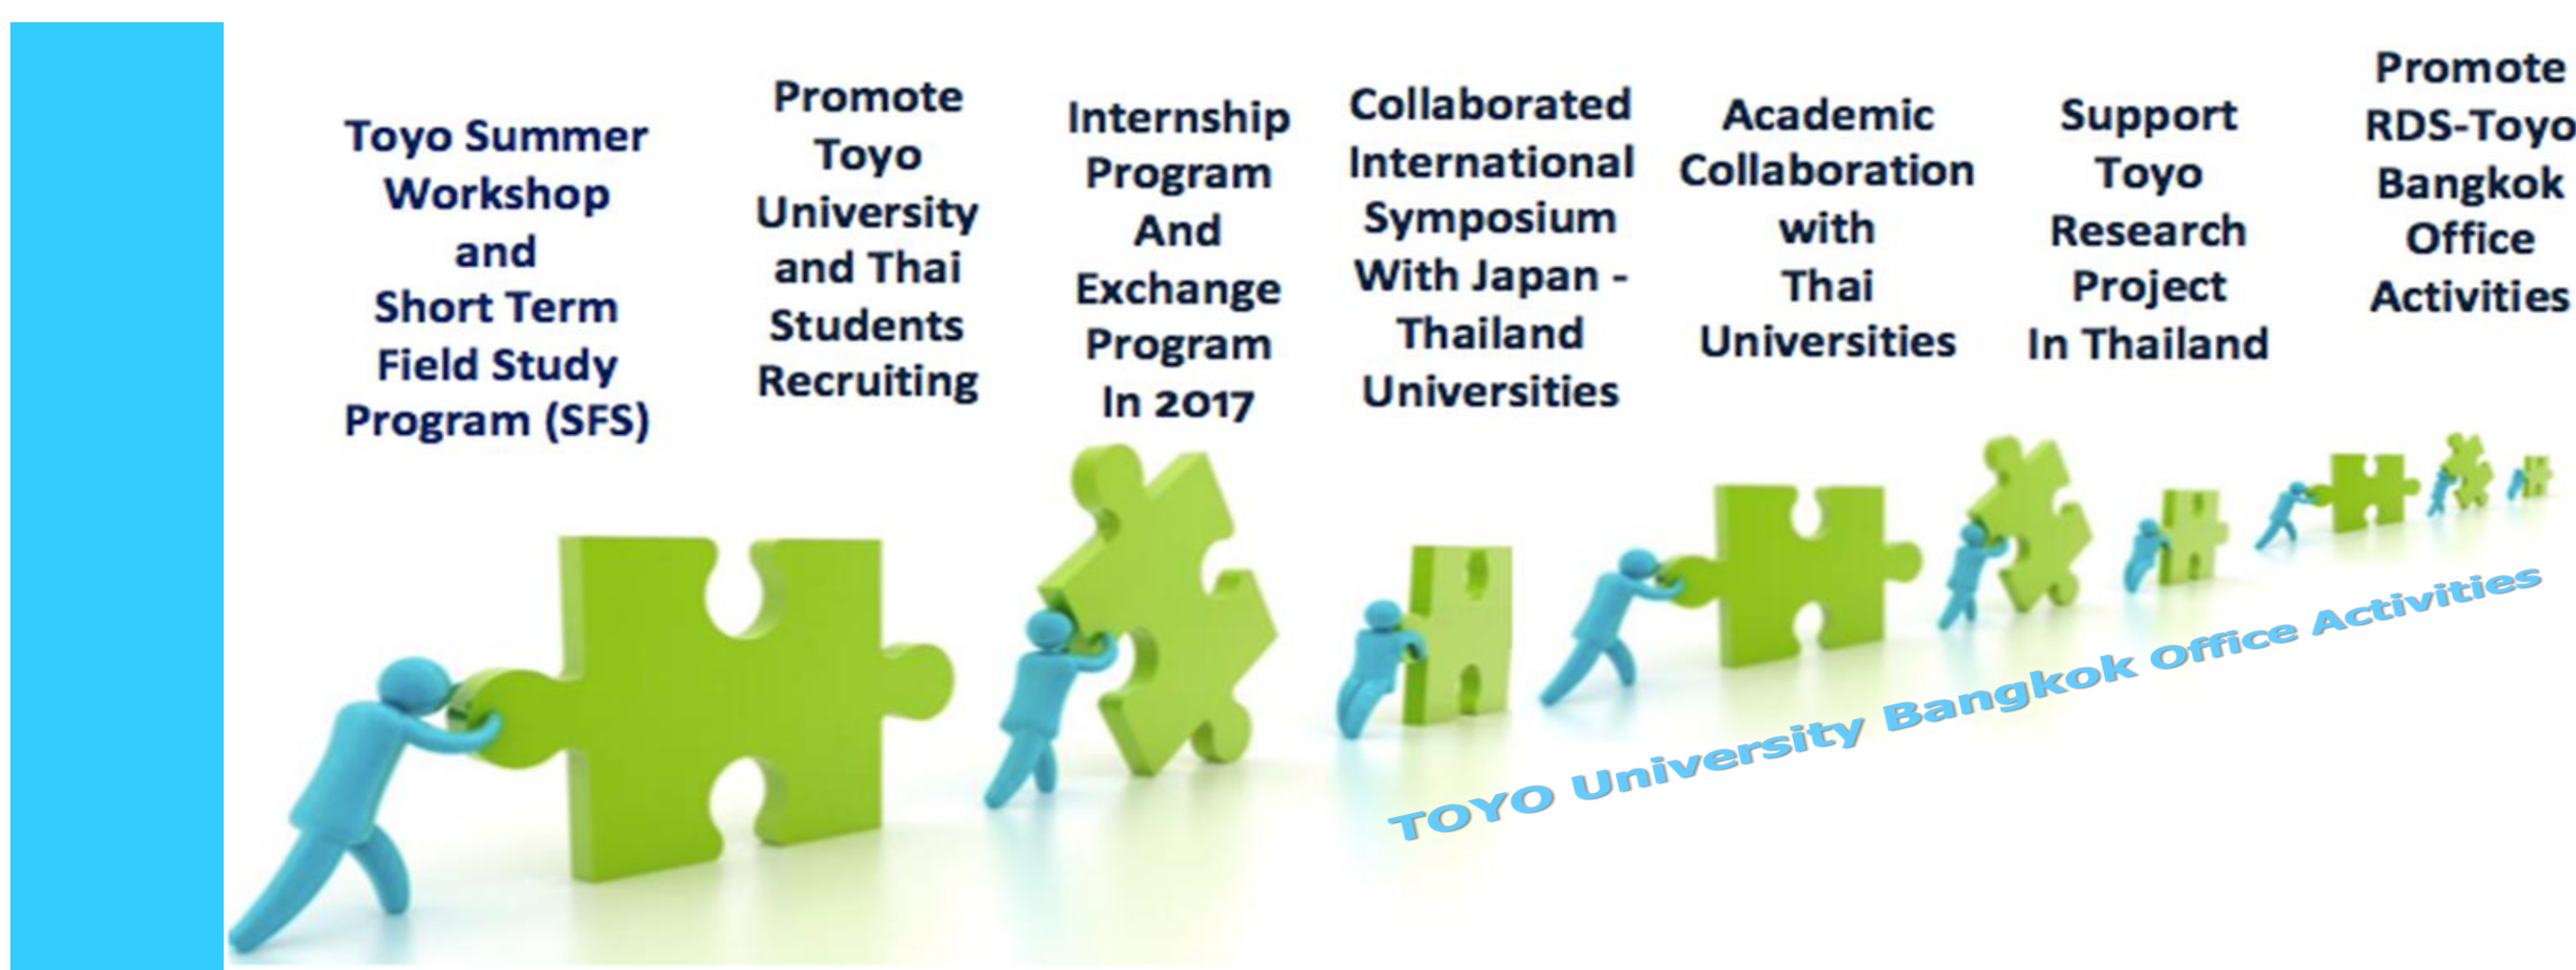 Toyo Summer
Workshop
and
Short Term
Field Study
Program (SFS)
Promote
Toyo
University
and Thai
Students
Recruiting
Internship
Program
And
Exchange
Program
In 2017
Collaborated
International
Symposium
With Japan -
Thailand
Universities
Academic
Collaboration
with
Thai
Universities
Support
Toyo
Research
Project
In Thailand
Promote
RDS-Toyo
Bangkok
Office
Activities
TOYO University Bangkok Office Activities